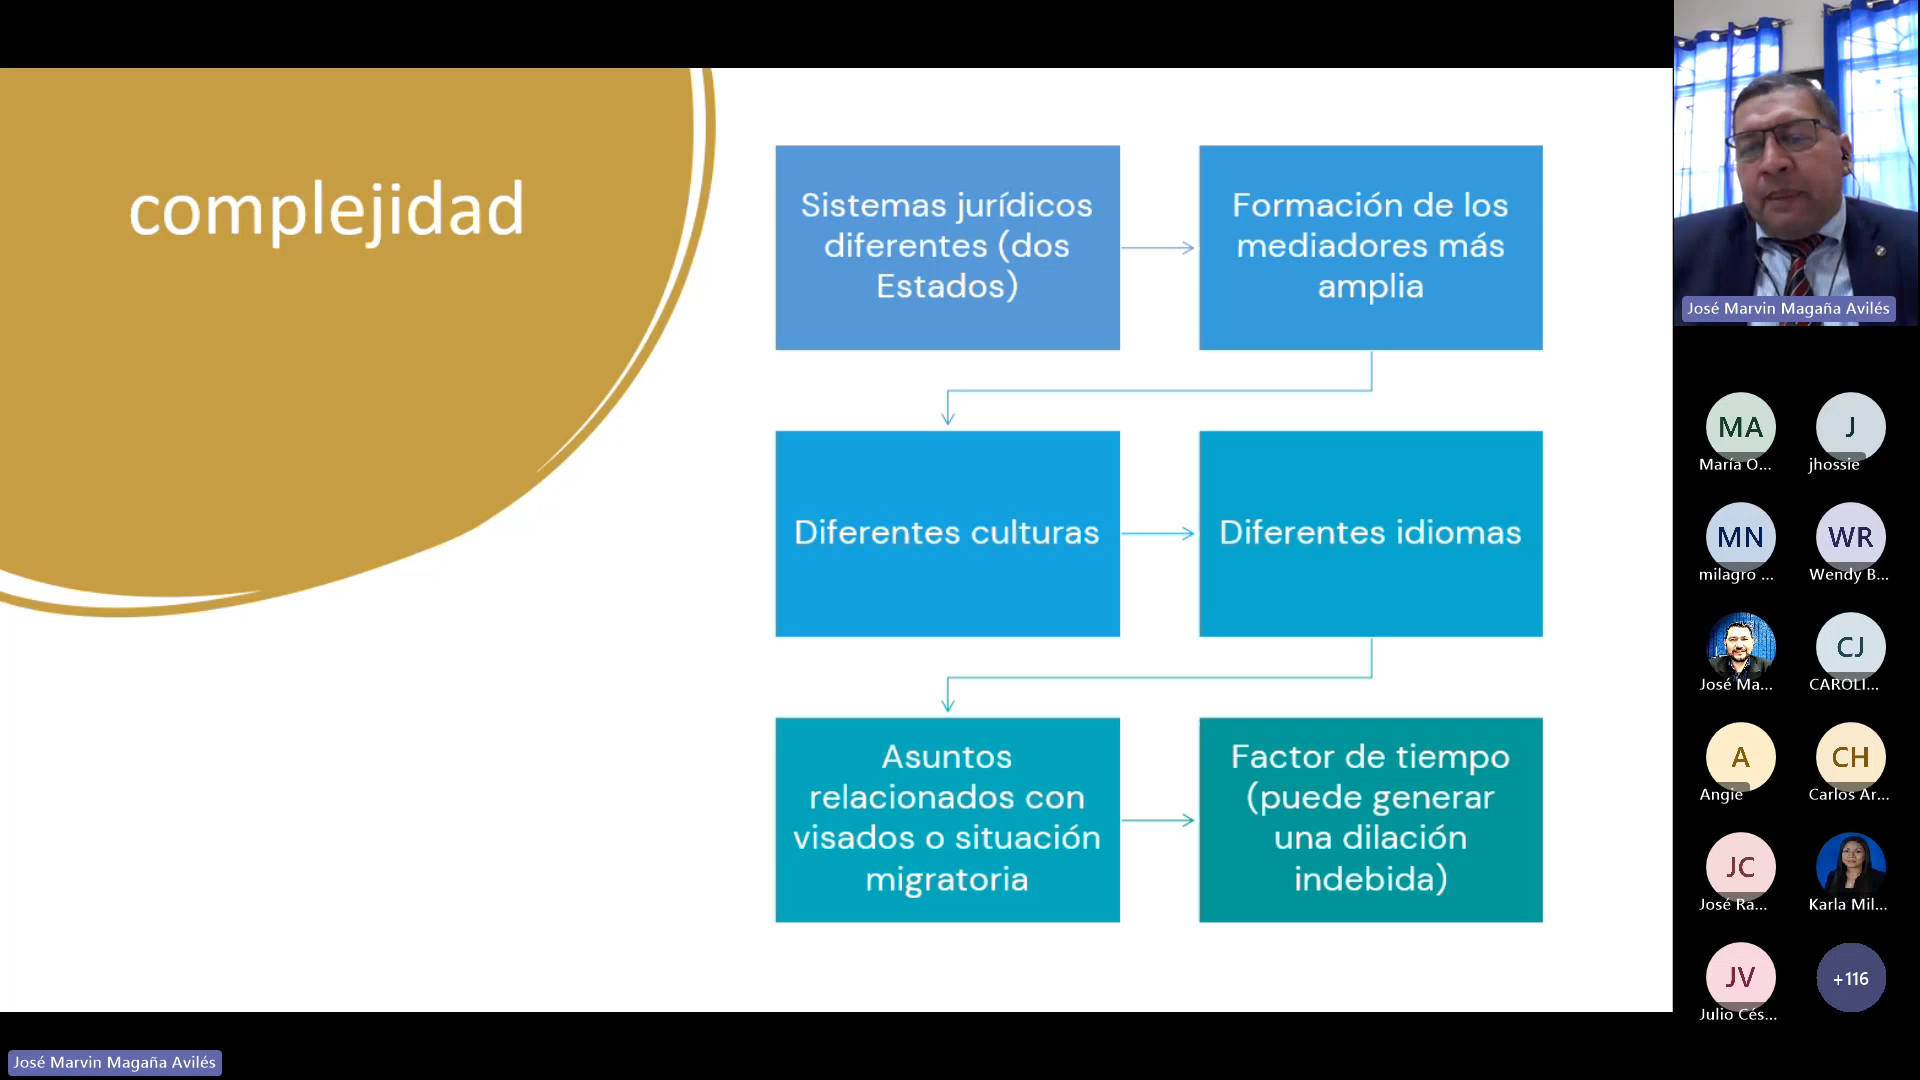 complejidad
Sistemas jurídicos
diferentes (dos
Estados)
Formación de los
mediadores más
amplia
Diferentes culturas
Diferentes idiomas
Asuntos
relacionados con
visados o situación
migratoria
Factor de tiempo
(puede generar
una dilación
indebida)
José Marvin Magaña Avilés
MA
María O...
J
jhossie
MN
milagro ...
WR
Wendy B...
José Ma...
CJ
CAROLI...
A
Angie
CH
Carlos Ar...
JC
José Ra...
Karla Mil...
JV
Julio Cés...
+116
José Marvin Magaña Avilés